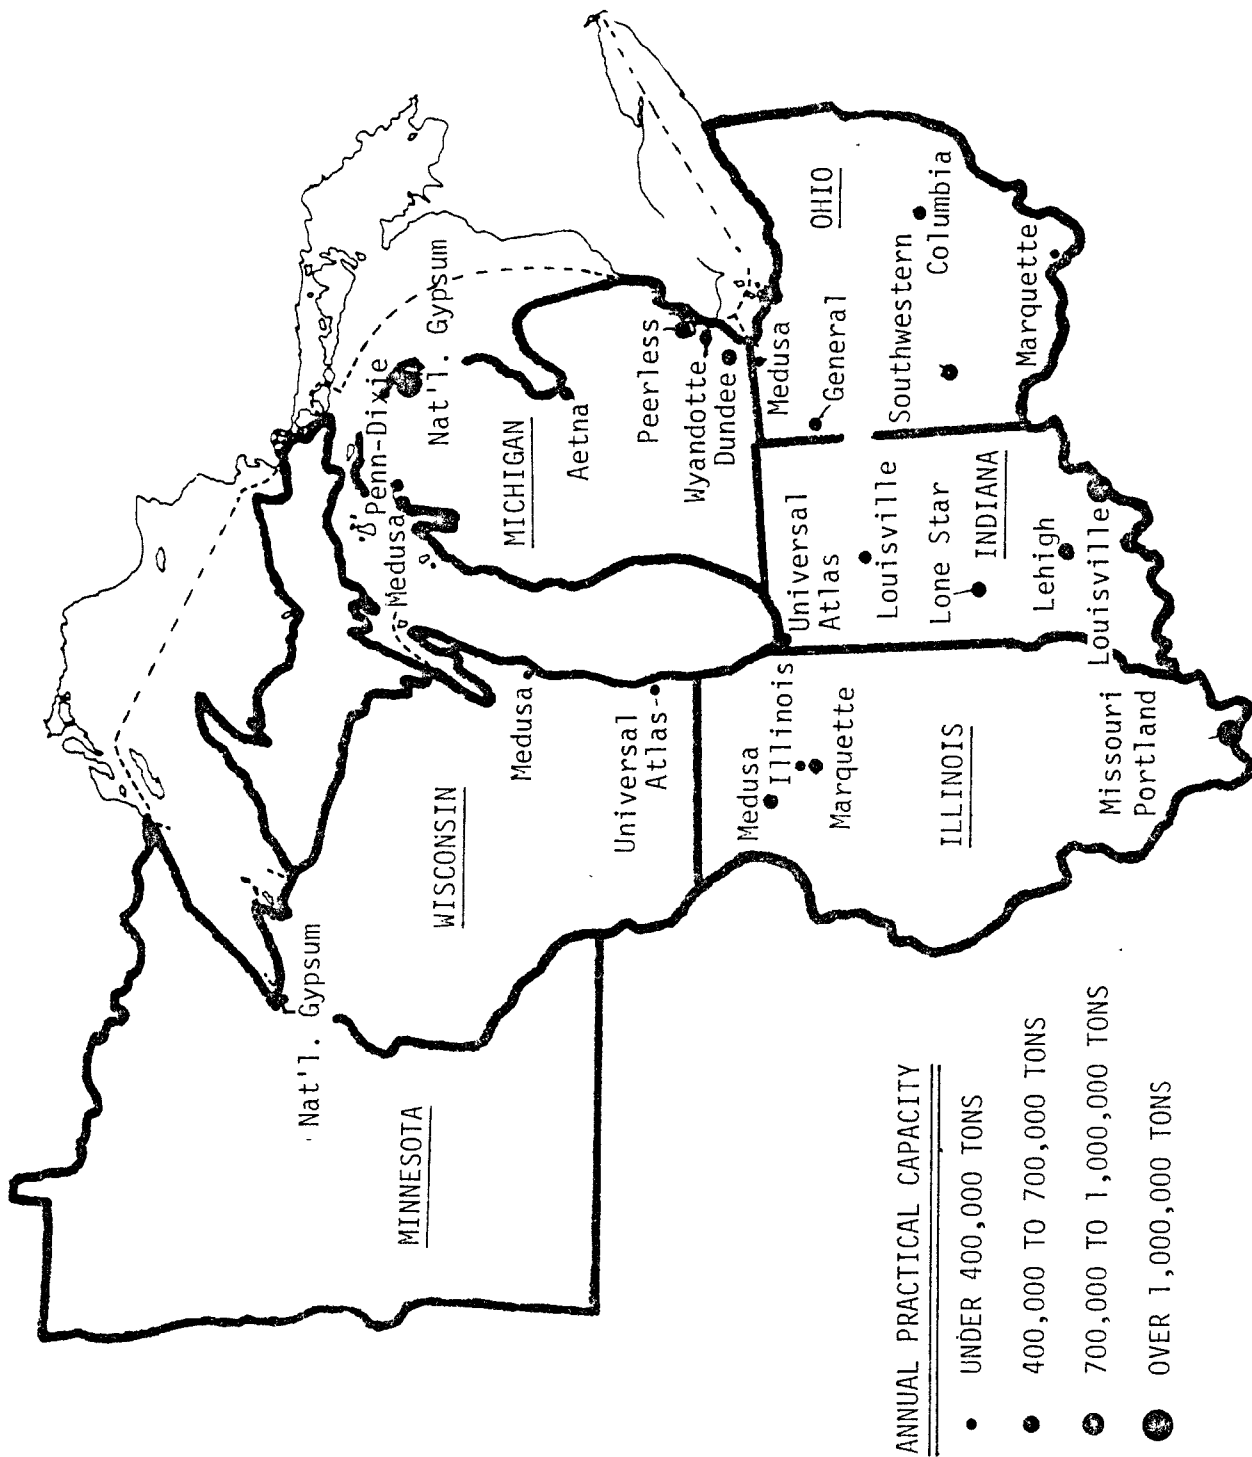 MINNESOTA
Nat'l. Gypsum
WISCONSIN
Medusa
Universal
Atlas
Medusa
Penn-Dixie
Nat'l. Gypsum
MICHIGAN
Aetna
Peerless
Wyandotte
Dundee
Medusa
Illinois
Marquette
ILLINOIS
Missouri
Portland
Universal
Atlas
Louisville
Lone Star
INDIANA
Lehigh
Louisville
Medusa
General
OHIO
Southwestern
Columbia
Marquette
ANNUAL PRACTICAL CAPACITY
UNDER 400,000 TONS
400,000 TO 700,000 TONS
700,000 TO 1,000,000 TONS
OVER 1,000,000 TONS